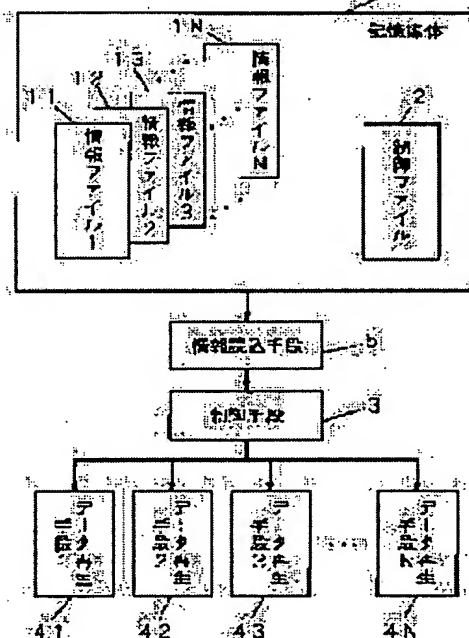 記憶媒体
1N
13
12
11
情報ファイルN
情報ファイル3
情報ファイル2
情報ファイル1
2
制御ファイル
情報読込手段
5
制御手段
3
データ再生手段1
データ再生手段2
データ再生手段3
データ再生手段N
41
42
43
4N